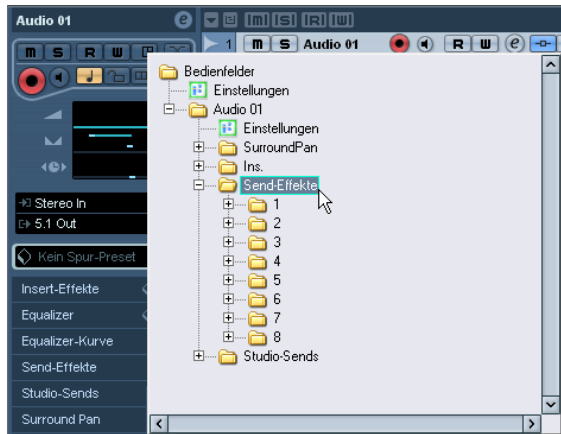 Audio 01
e
m S R W
[m] [S] [R] [W]
1 m S Audio 01 R W e
Stereo In
5.1 Out
Kein Spur-Preset
Insert-Effekte
Equalizer
Equalizer-Kurve
Send-Effekte
Studio-Sends
Surround Pan
Bedienfelder
Einstellungen
Audio 01
Einstellungen
SurroundPan
Ins.
Send-Effekte
1
2
3
4
5
6
7
8
Studio-Sends